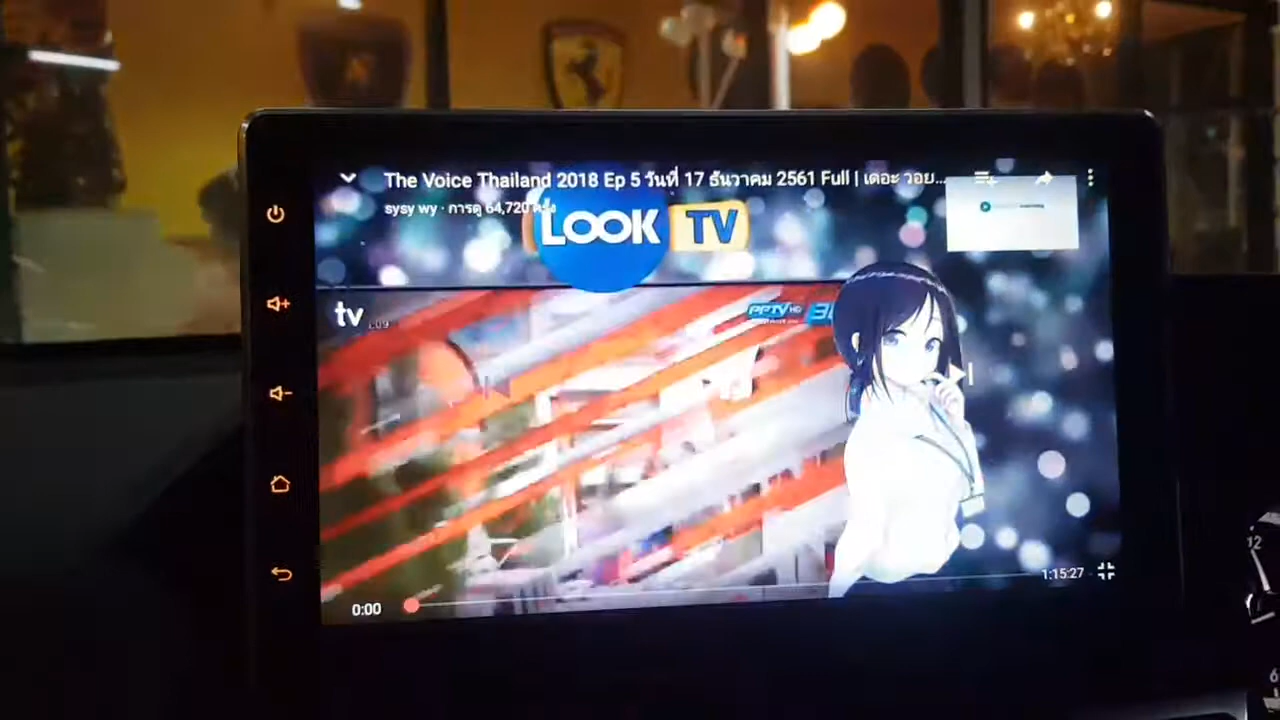 The Voice Thailand 2018 Ep 5 วันที่ 17 ธันวาคม 2561 Full | เดอะ วอย...
sysy wy · การดู 64,720 ครั้ง
LOOK TV
tv
PPTV HD
0:00
1:15:27
12
6